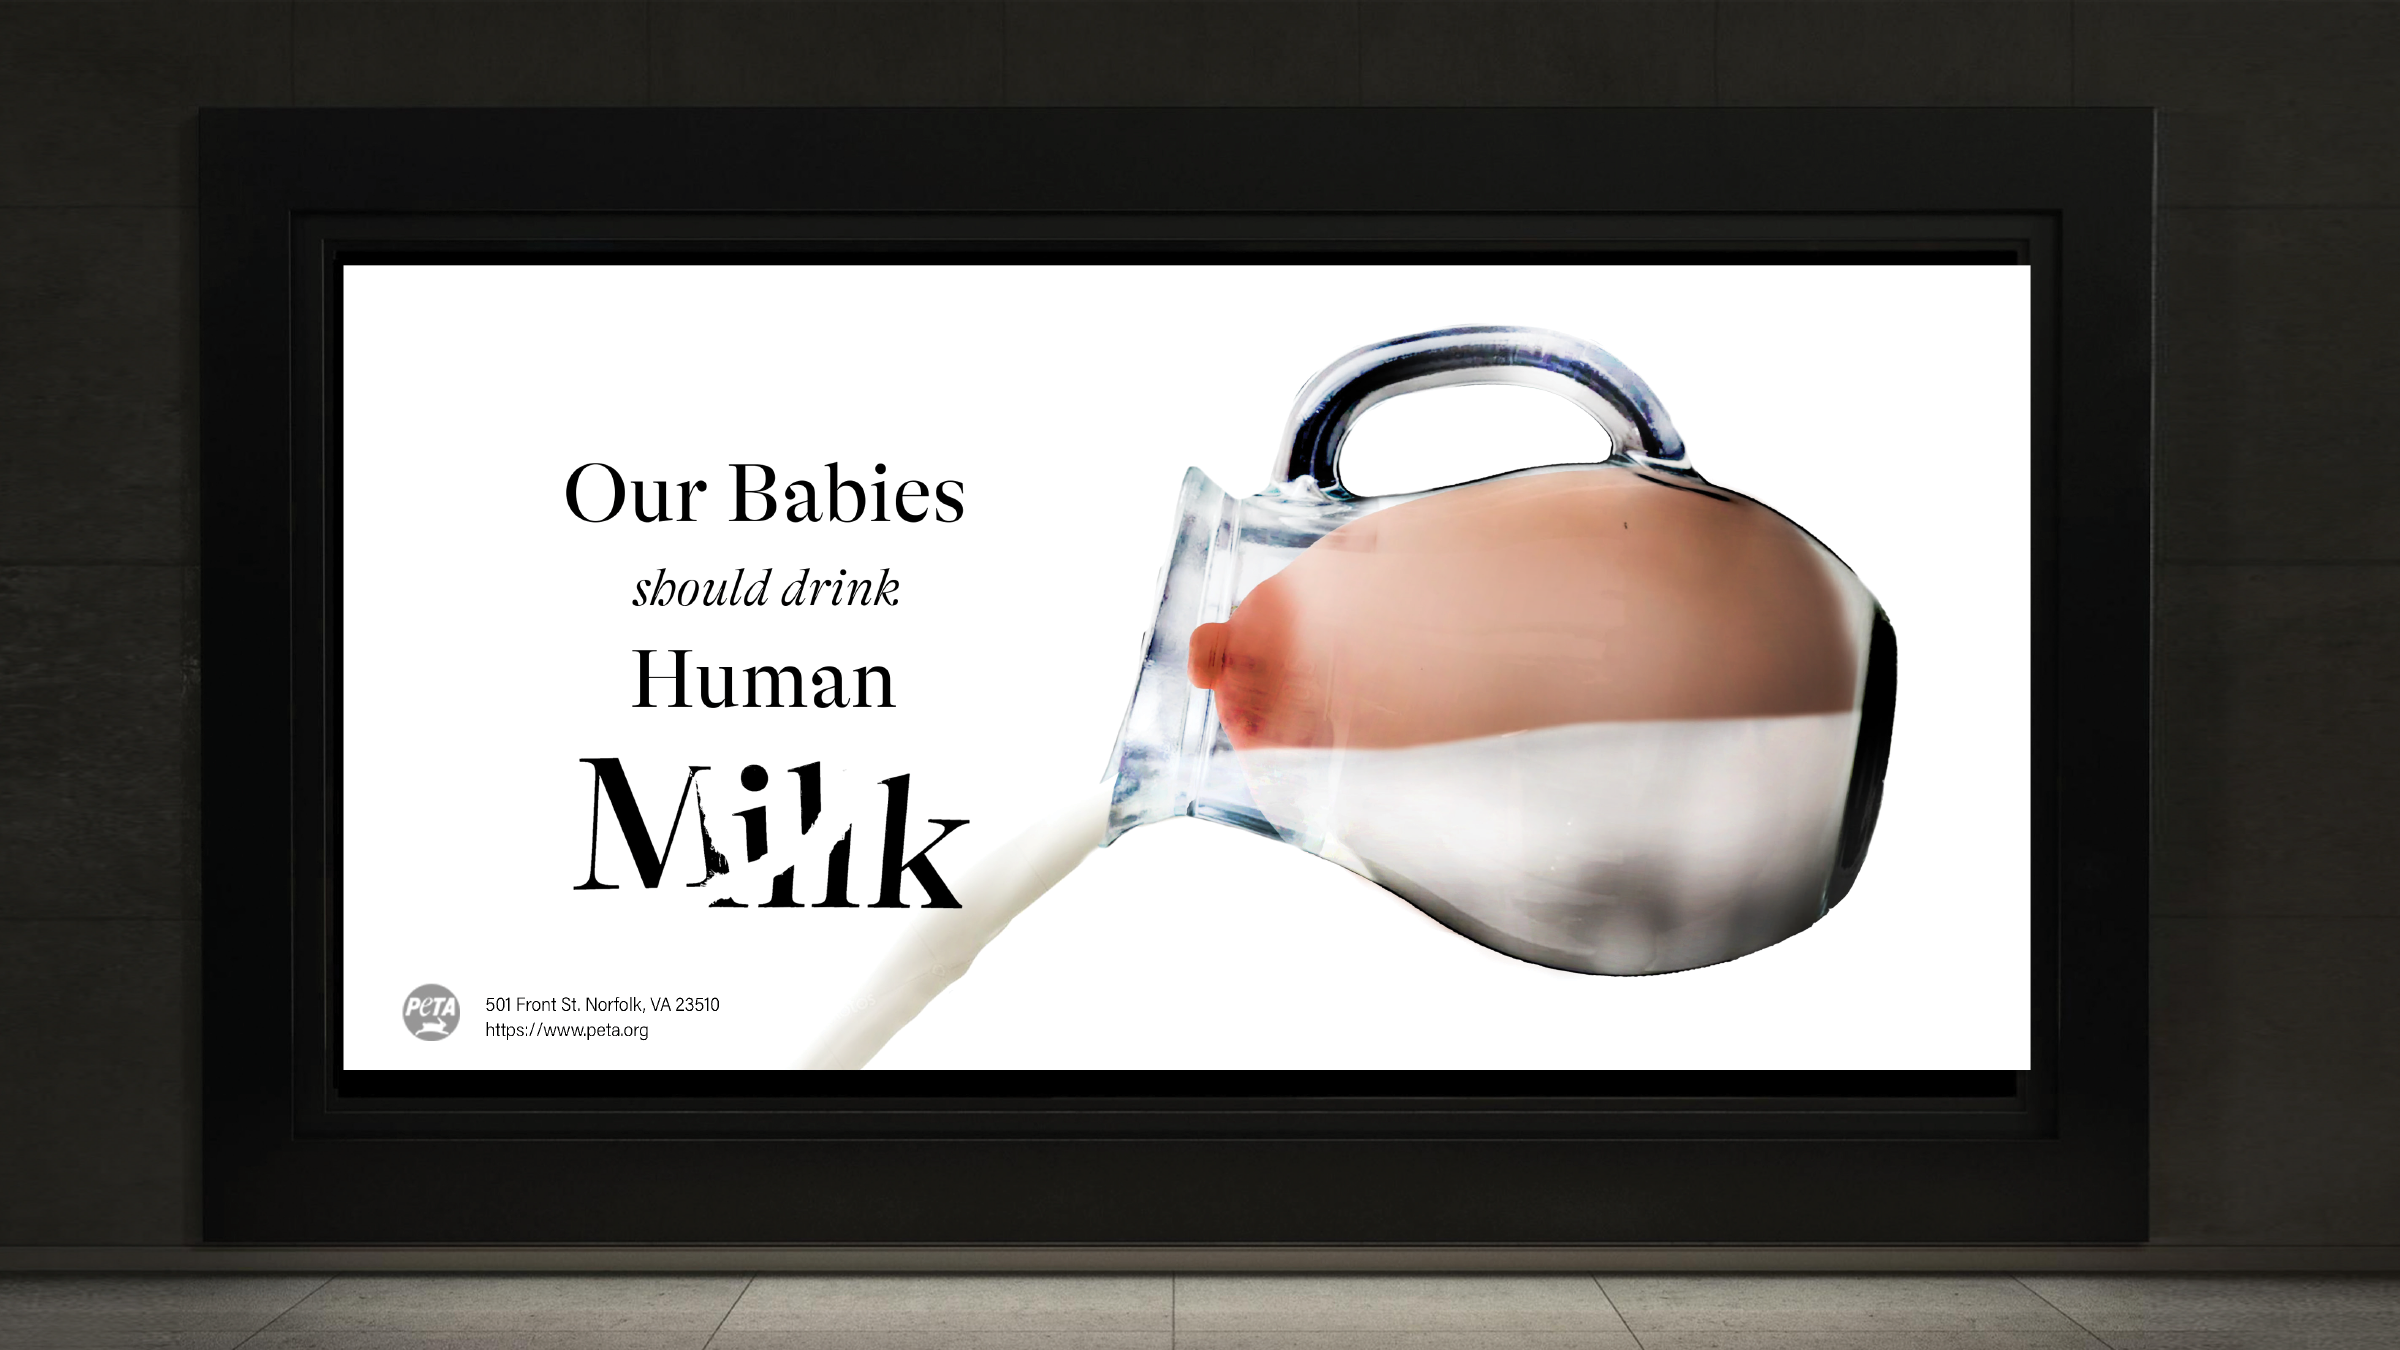 Our Babies
should drink
Human
Milk
PeTA
501 Front St. Norfolk, VA 23510
https://www.peta.org